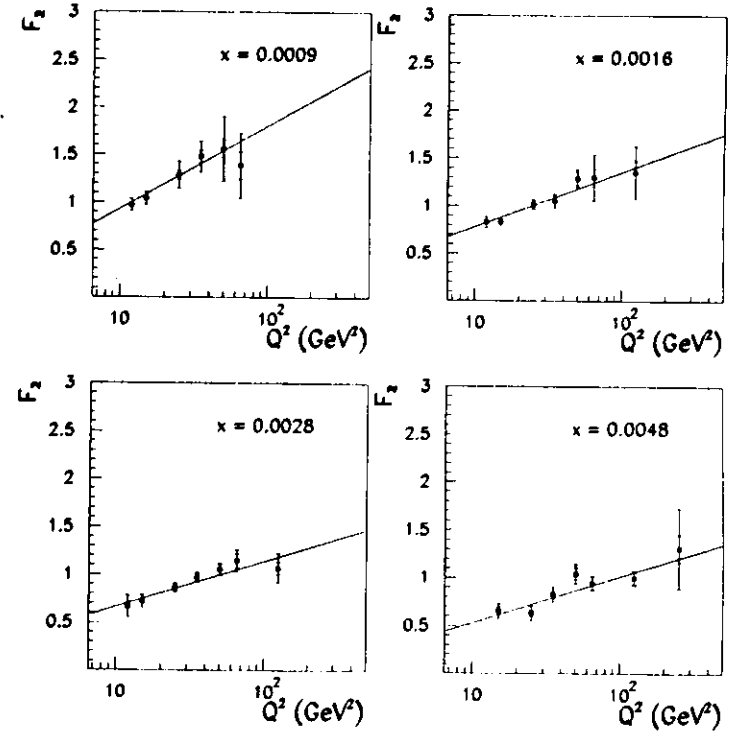 F₂
3
2.5
2
1.5
1
0.5
x = 0.0009
10
10²
Q² (GeV²)
F₂
3
2.5
2
1.5
1
0.5
x = 0.0016
10
10²
Q² (GeV²)
F₂
3
2.5
2
1.5
1
0.5
x = 0.0028
10
10²
Q² (GeV²)
F₂
3
2.5
2
1.5
1
0.5
x = 0.0048
10
10²
Q² (GeV²)